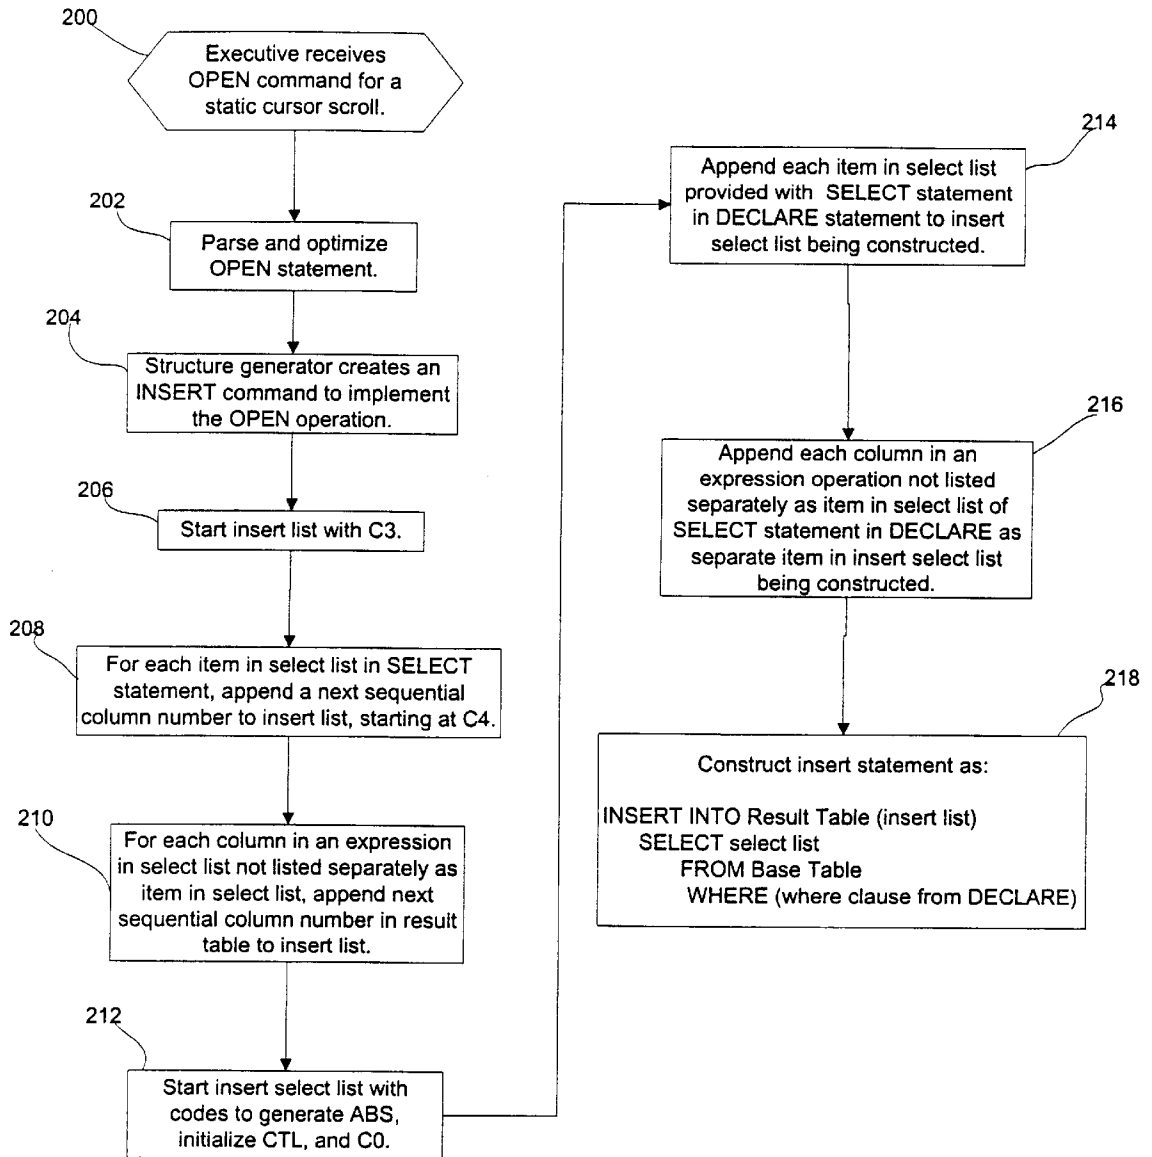 200
Executive receives
OPEN command for a
static cursor scroll.
202
Parse and optimize
OPEN statement.
204
Structure generator creates an
INSERT command to implement
the OPEN operation.
206
Start insert list with C3.
208
For each item in select list in SELECT
statement, append a next sequential
column number to insert list, starting at C4.
210
For each column in an expression
in select list not listed separately as
item in select list, append next
sequential column number in result
table to insert list.
212
Start insert select list with
codes to generate ABS,
initialize CTL, and C0.
214
Append each item in select list
provided with SELECT statement
in DECLARE statement to insert
select list being constructed.
216
Append each column in an
expression operation not listed
separately as item in select list of
SELECT statement in DECLARE as
separate item in insert select list
being constructed.
218
Construct insert statement as:
INSERT INTO Result Table (insert list)
SELECT select list
FROM Base Table
WHERE (where clause from DECLARE)